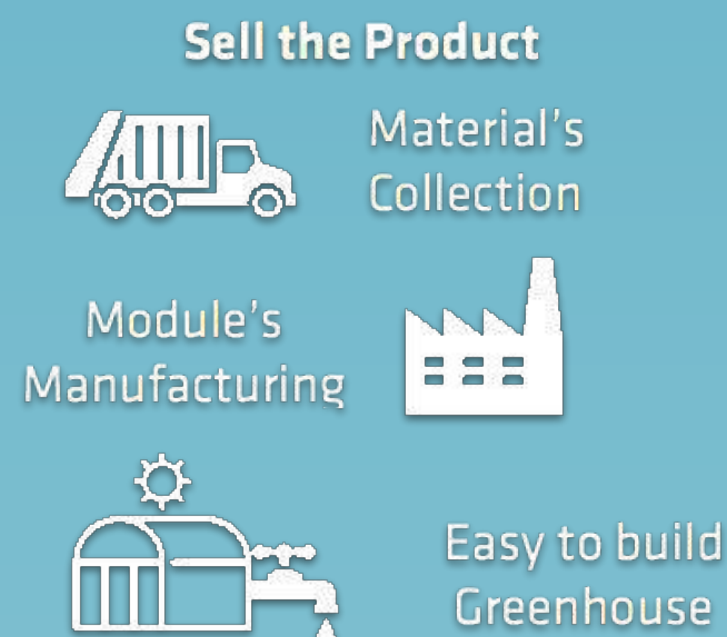 Sell the Product
Material's
Collection
Module's
Manufacturing
Easy to build
Greenhouse